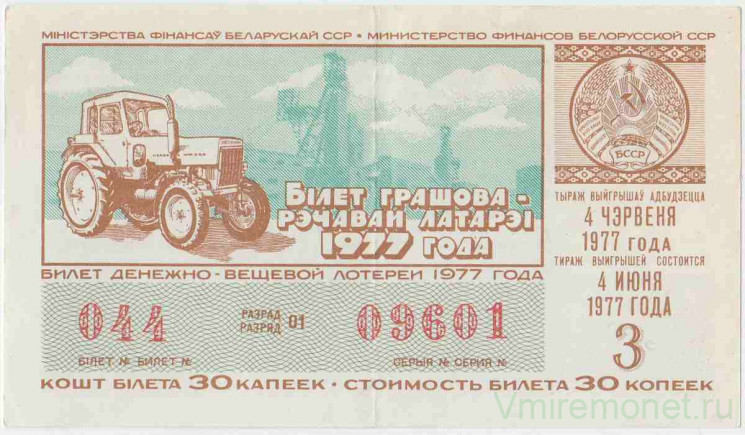 МІНІСТЭРСТВА ФІНАНСАЎ БЕЛАРУСКАЙ ССР • МИНИСТЕРСТВО ФИНАНСОВ БЕЛОРУССКОЙ ССР
БІЛЕТ ГРАШОВА-
РЭЧАВАЙ ЛАТАРЭІ
1977 ГОДА
БИЛЕТ ДЕНЕЖНО-ВЕЩЕВОЙ ЛОТЕРЕИ 1977 ГОДА
БССР
ТЫРАЖ ВЫЙГРЫШАЎ АДБУДЗЕЦЦА
4 ЧЭРВЕНЯ
1977 ГОДА
ТИРАЖ ВЫИГРЫШЕЙ СОСТОИТСЯ
4 ИЮНЯ
1977 ГОДА
3
044 РАЗРАД 01 09601
РАЗРЯД
БІЛЕТ № БИЛЕТ № СЕРЫЯ № СЕРИЯ №
КОШТ БІЛЕТА 30 КАПЕЕК • СТОИМОСТЬ БИЛЕТА 30 КОПЕЕК
Vmiremonet.ru